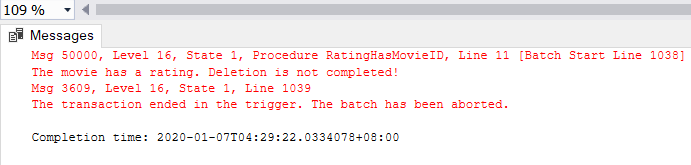 109 %
Messages
Msg 50000, Level 16, State 1, Procedure RatingHasMovieID, Line 11 [Batch Start Line 1038]
The movie has a rating. Deletion is not completed!
Msg 3609, Level 16, State 1, Line 1039
The transaction ended in the trigger. The batch has been aborted.
Completion time: 2020-01-07T04:29:22.0334078+08:00